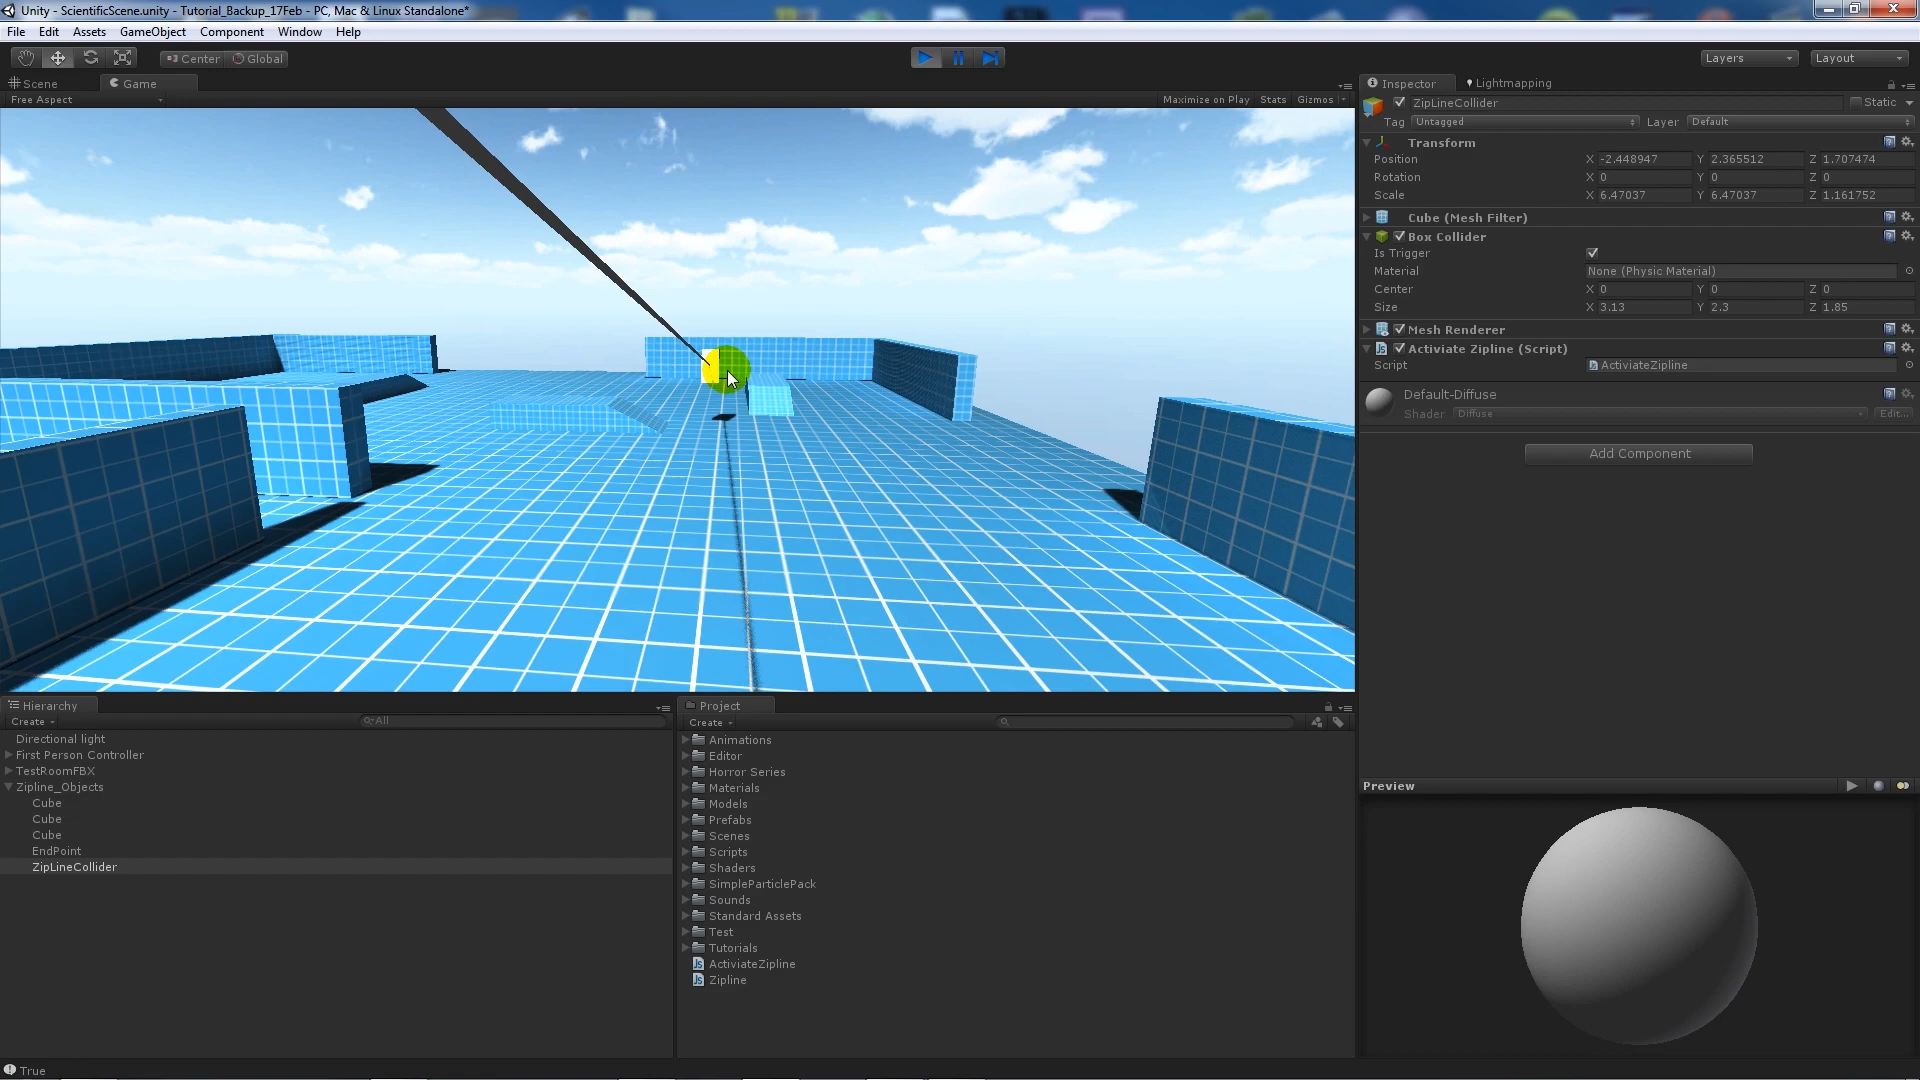 Unity - ScientificScene.unity - Tutorial_Backup_17Feb - PC, Mac & Linux Standalone*
File Edit Assets GameObject Component Window Help
Center Global Layers Layout
Scene Game
Free Aspect Maximize on Play Stats Gizmos
Inspector Lightmapping
ZipLineCollider Static
Tag Untagged Layer Default
Transform
Position X -2.448947 Y 2.365512 Z 1.707474
Rotation X 0 Y 0 Z 0
Scale X 6.47037 Y 6.47037 Z 1.161752
Cube (Mesh Filter)
Box Collider
Is Trigger
Material None (Physic Material)
Center X 0 Y 0 Z 0
Size X 3.13 Y 2.3 Z 1.85
Mesh Renderer
Activiate Zipline (Script)
Script ActiviateZipline
Default-Diffuse
Shader Diffuse Edit...
Add Component
Hierarchy
Create All
Directional light
First Person Controller
TestRoomFBX
Zipline_Objects
Cube
Cube
Cube
EndPoint
ZipLineCollider
Project
Create
Animations
Editor
Horror Series
Materials
Models
Prefabs
Scenes
Scripts
Shaders
SimpleParticlePack
Sounds
Standard Assets
Test
Tutorials
ActiviateZipline
Zipline
Preview
True